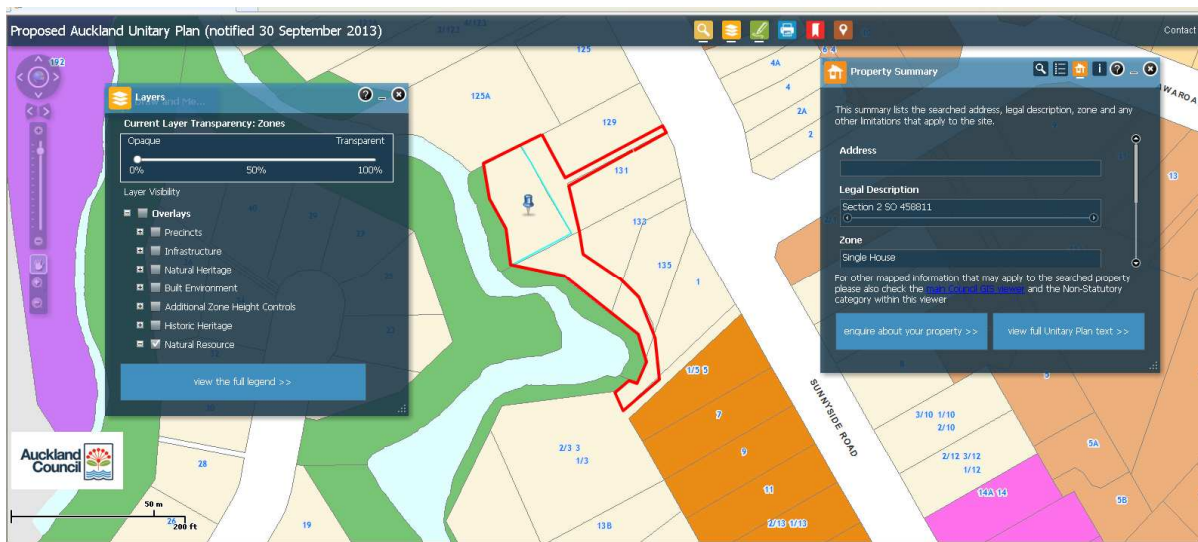 Proposed Auckland Unitary Plan (notified 30 September 2013)
Contact
192
125
125A
129
131
133
135
1
4A
4
2A
2
6 4
AWAROA
13
Layers
Current Layer Transparency: Zones
Opaque
Transparent
0%
50%
100%
Layer Visibility
Overlays
Precincts
Infrastructure
Natural Heritage
Built Environment
Additional Zone Height Controls
Historic Heritage
Natural Resource
view the full legend >>
Property Summary
This summary lists the searched address, legal description, zone and any
other limitations that apply to the site.
Address
Legal Description
Section 2 SO 458811
Zone
Single House
For other mapped information that may apply to the searched property
please also check the main Council GIS viewer and the Non-Statutory
category within this viewer
enquire about your property >>
view full Unitary Plan text >>
1/5 5
7
9
11
2/13 1/13
SUNNYSIDE ROAD
3/10 1/10
2/10
2/12 3/12
1/12
14A 14
5
5A
5B
2/3 3
1/3
13B
Auckland
Council
28
26
19
50 m
200 ft